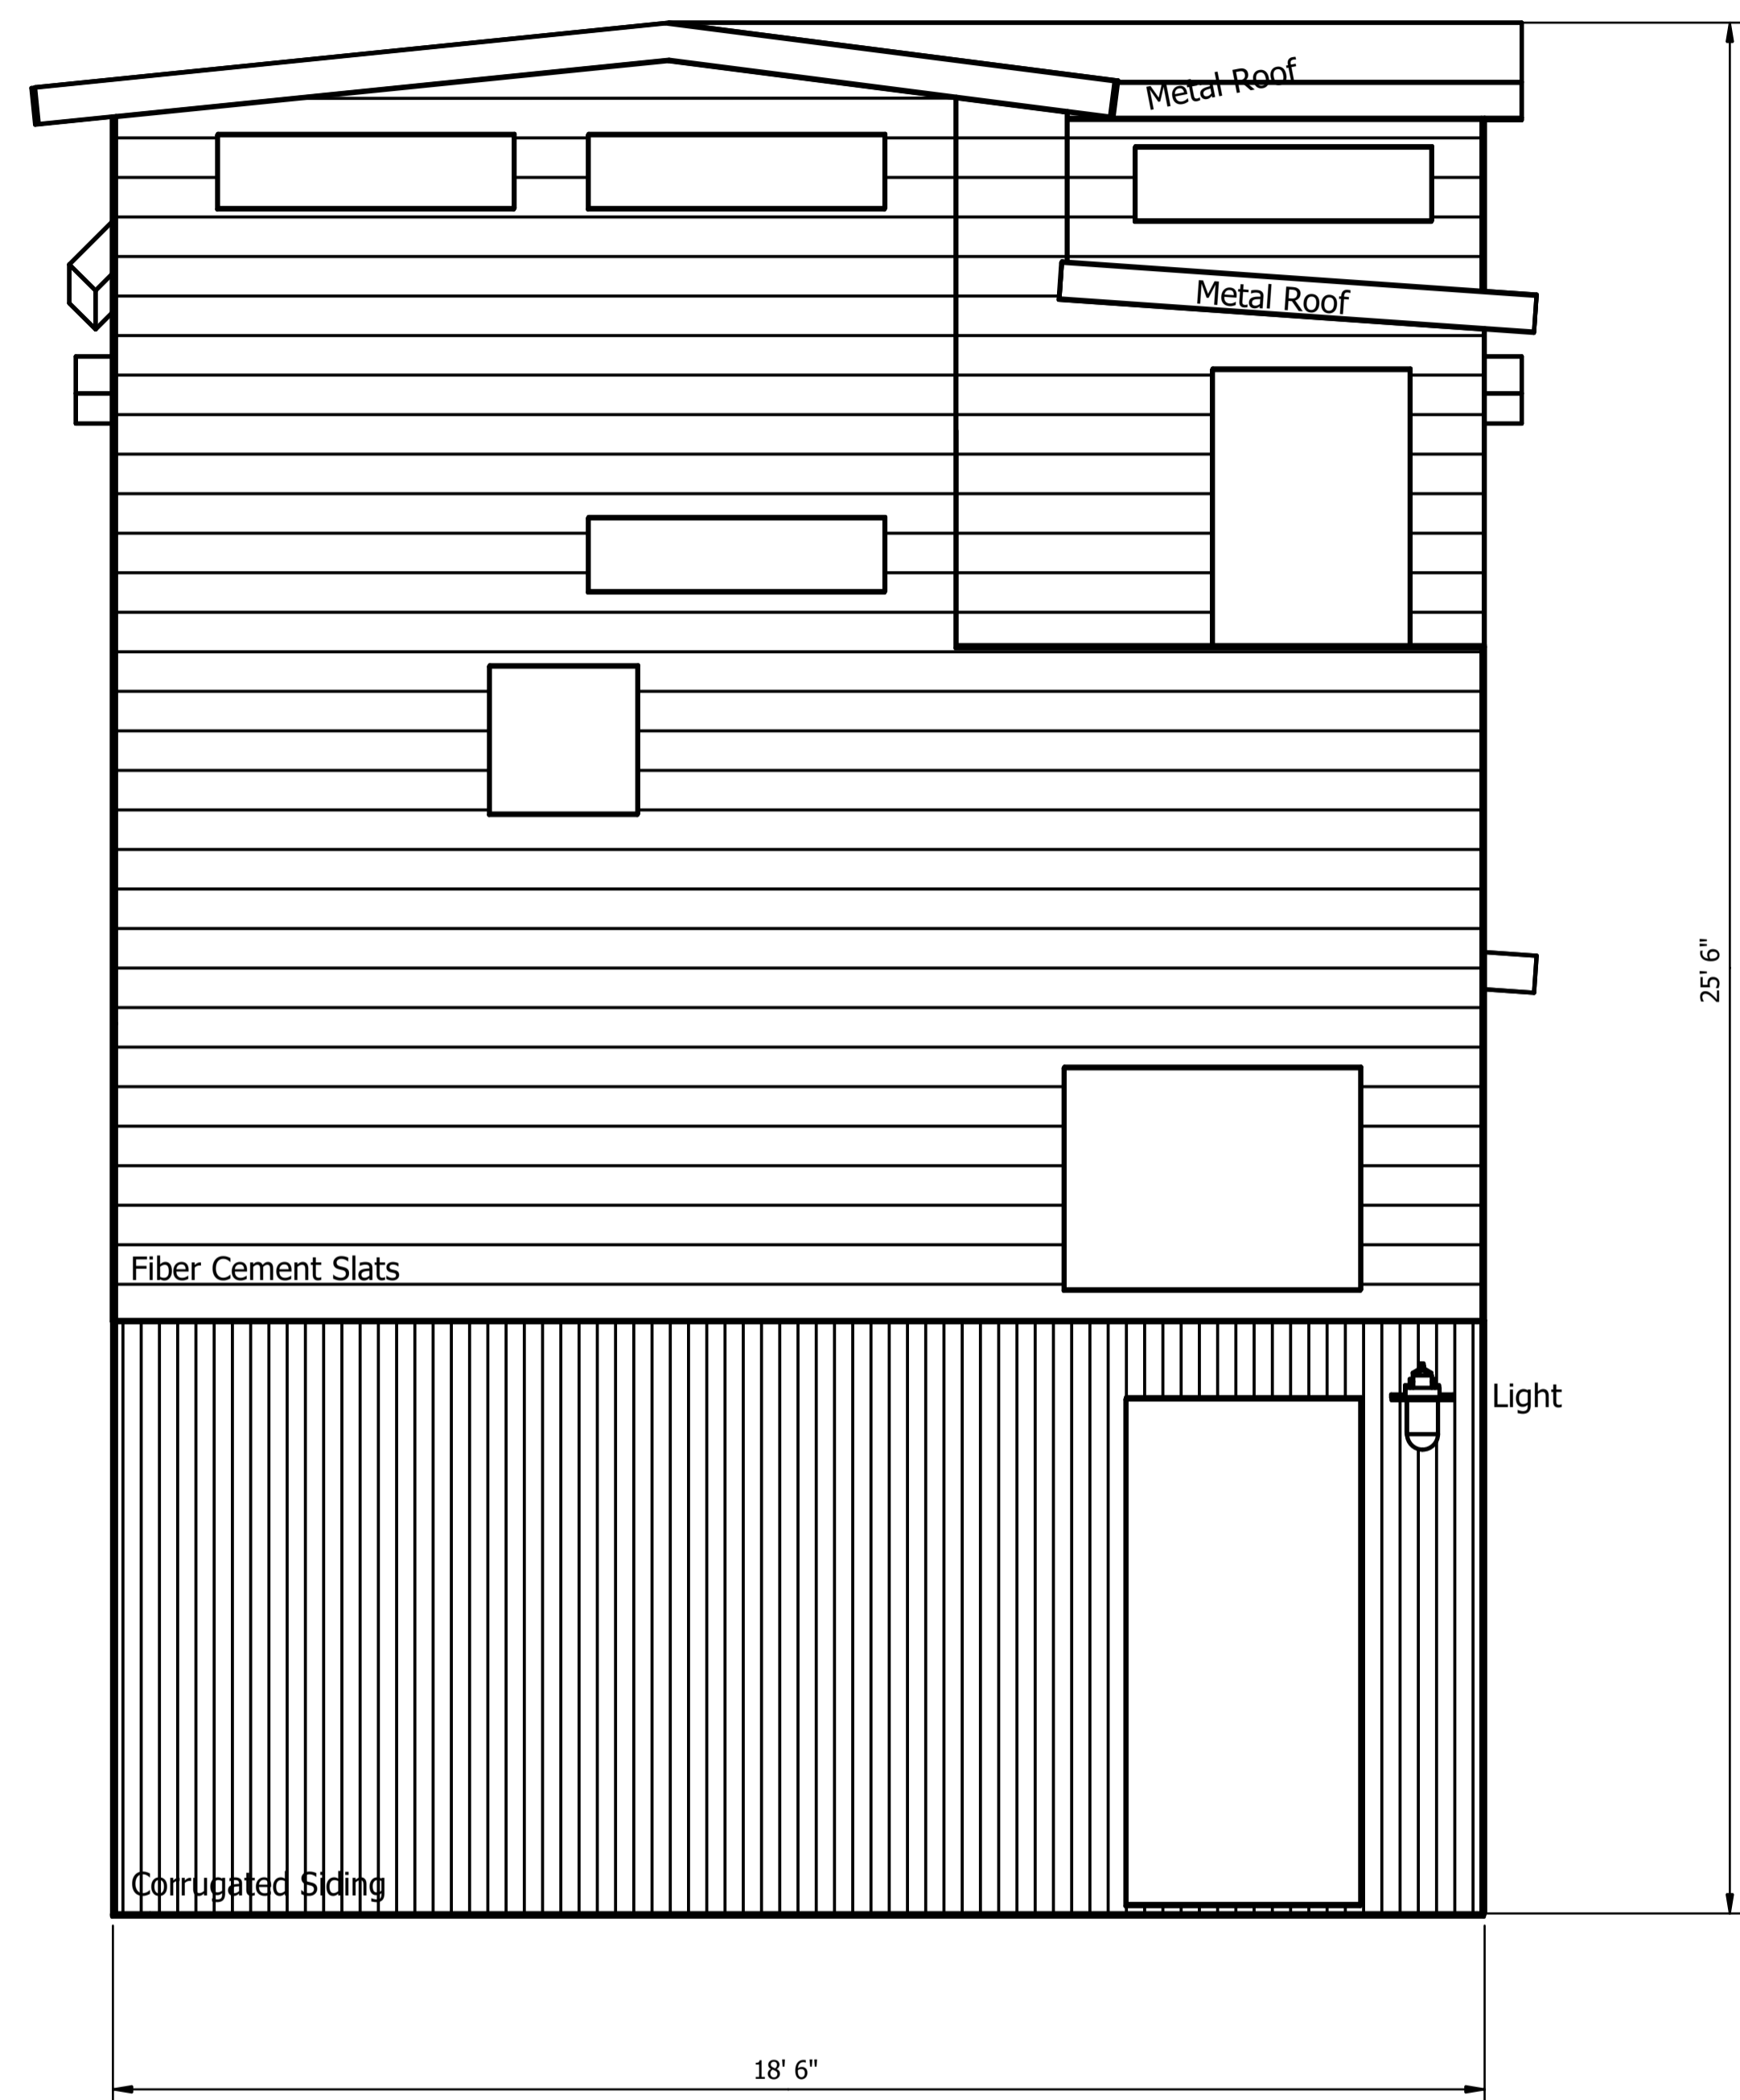 Metal Roof
Metal Roof
25' 6"
Fiber Cement Slats
Light
Corrugated Siding
18' 6"